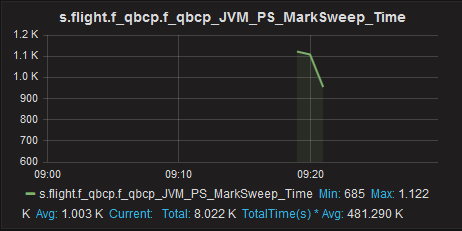 s.flight.f_qbcp.f_qbcp_JVM_PS_MarkSweep_Time
1.2 K
1.1 K
1.0 K
900
800
700
600
09:00 09:10 09:20
s.flight.f_qbcp.f_qbcp_JVM_PS_MarkSweep_Time Min: 685 Max: 1.122
K Avg: 1.003 K Current: Total: 8.022 K TotalTime(s) * Avg: 481.290 K